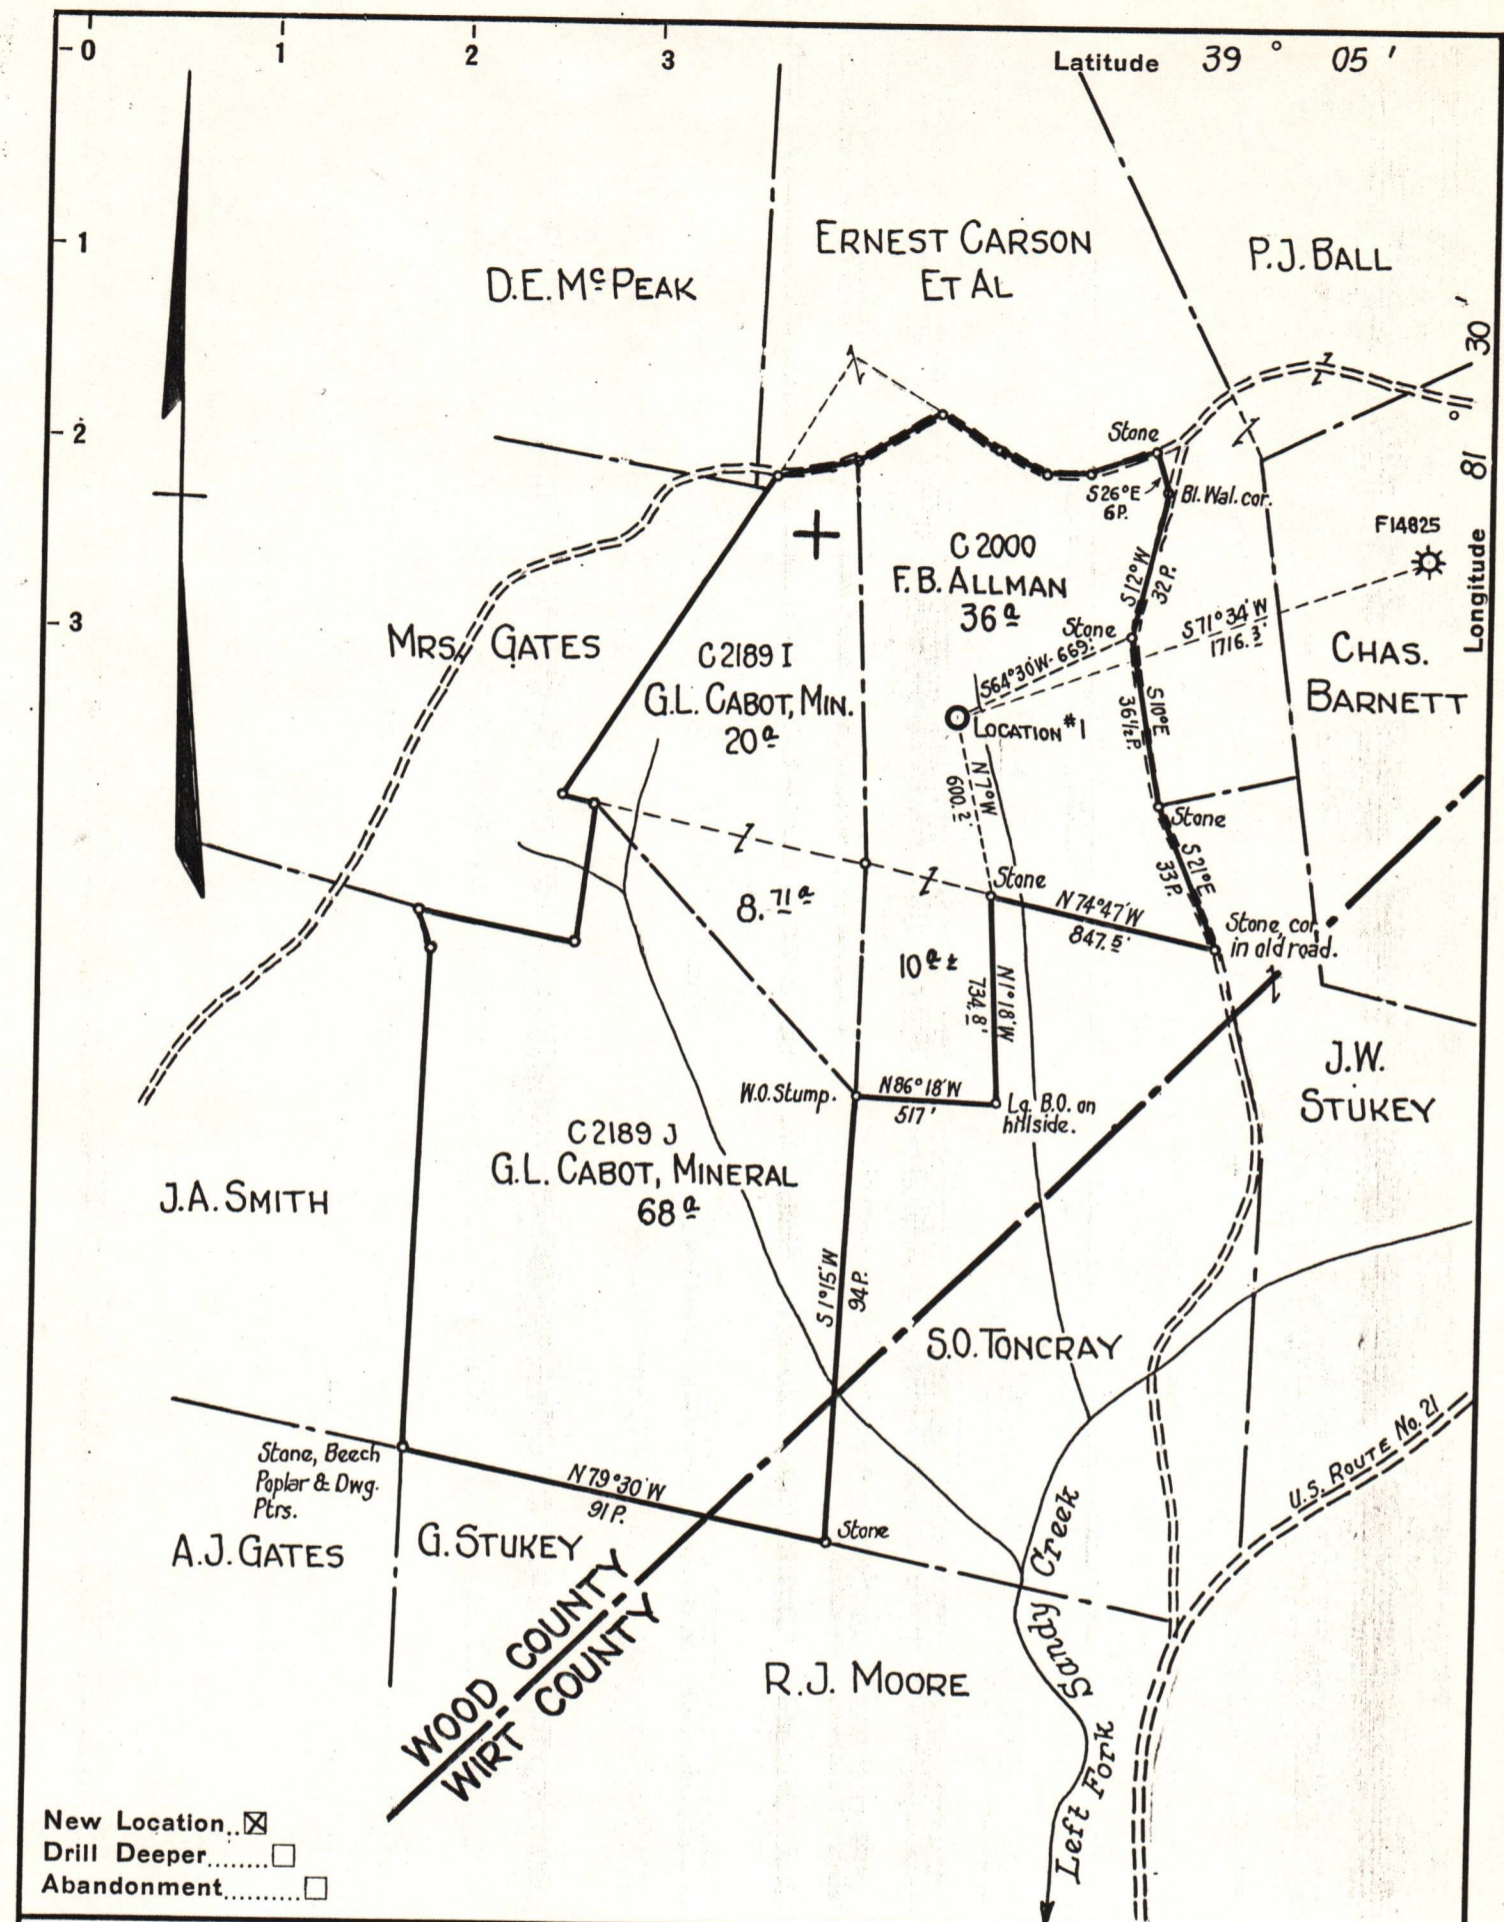 0 1 2 3
Latitude 39 ° 05 '
1
2
3
Longitude 81 ° 11 30 '
D.E. McPEAK
ERNEST CARSON
ET AL
P.J. BALL
Stone
S26°E
6P.
Bl. Wal. cor.
F14825
C 2000
F.B. ALLMAN
36 a
S12°W
32P.
Stone
S71°34'W
1716.3'
S64°30'W-669.'
MRS. GATES
C 2189 I
G.L. CABOT, MIN.
20 a
CHAS.
BARNETT
LOCATION #1
S10°E
36½P.
N7°W
600.2'
Stone
S21°E
33P.
8.71 a
Stone
N74°47'W
847.5'
Stone, cor.
in old road.
10 a ±
N1°18'W
734.8'
J.W.
STUKEY
W.O. Stump.
N86°18'W
517'
Lg. B.O. on
hillside.
C 2189 J
G.L. CABOT, MINERAL
68 a
J.A. SMITH
S1°15'W
94P.
S.O. TONCRAY
U.S. ROUTE No. 21
Stone, Beech
Poplar & Dwg.
Ptrs.
N79°30'W
91P.
Stone
A.J. GATES
G. STUKEY
WOOD COUNTY
WIRT COUNTY
R.J. MOORE
Left Fork Sandy Creek
New Location..☒
Drill Deeper........☐
Abandonment..........☐